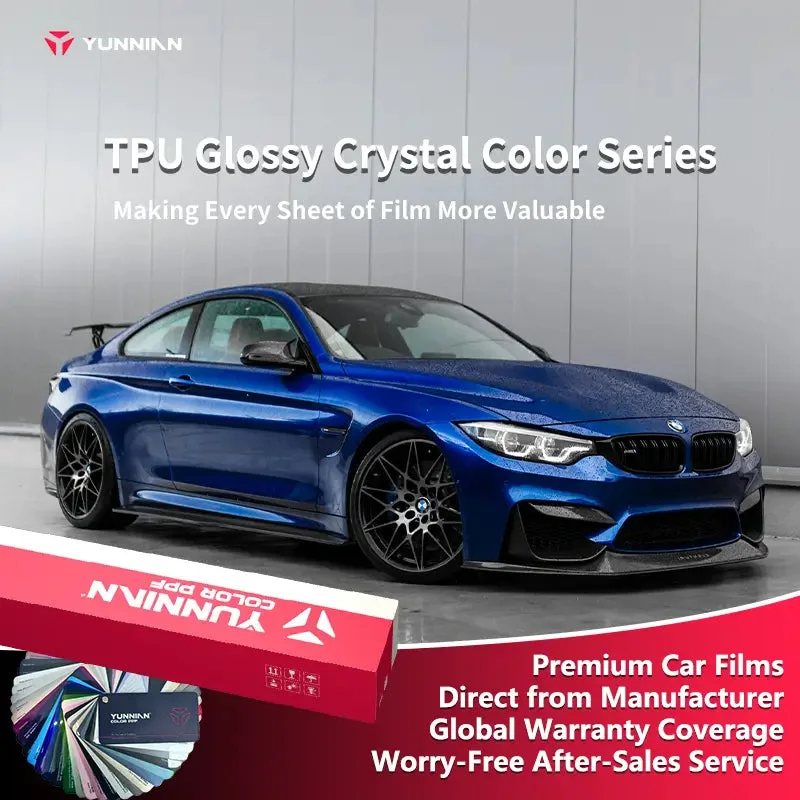 YUNNIAN
TPU Glossy Crystal Color Series
Making Every Sheet of Film More Valuable
YUNNIAN
COLOR PPF
YUNNIAN
COLOR PPF
Premium Car Films
Direct from Manufacturer
Global Warranty Coverage
Worry-Free After-Sales Service